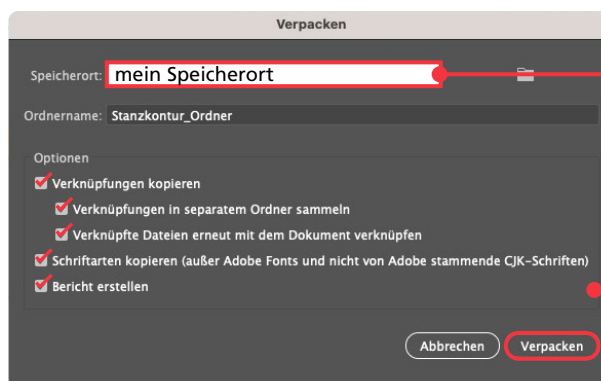 Verpacken
Speicherort: mein Speicherort
Ordnername: Stanzkontur_Ordner
Optionen
Verknüpfungen kopieren
Verknüpfungen in separatem Ordner sammeln
Verknüpfte Dateien erneut mit dem Dokument verknüpfen
Schriftarten kopieren (außer Adobe Fonts und nicht von Adobe stammende CJK-Schriften)
Bericht erstellen
Abbrechen Verpacken